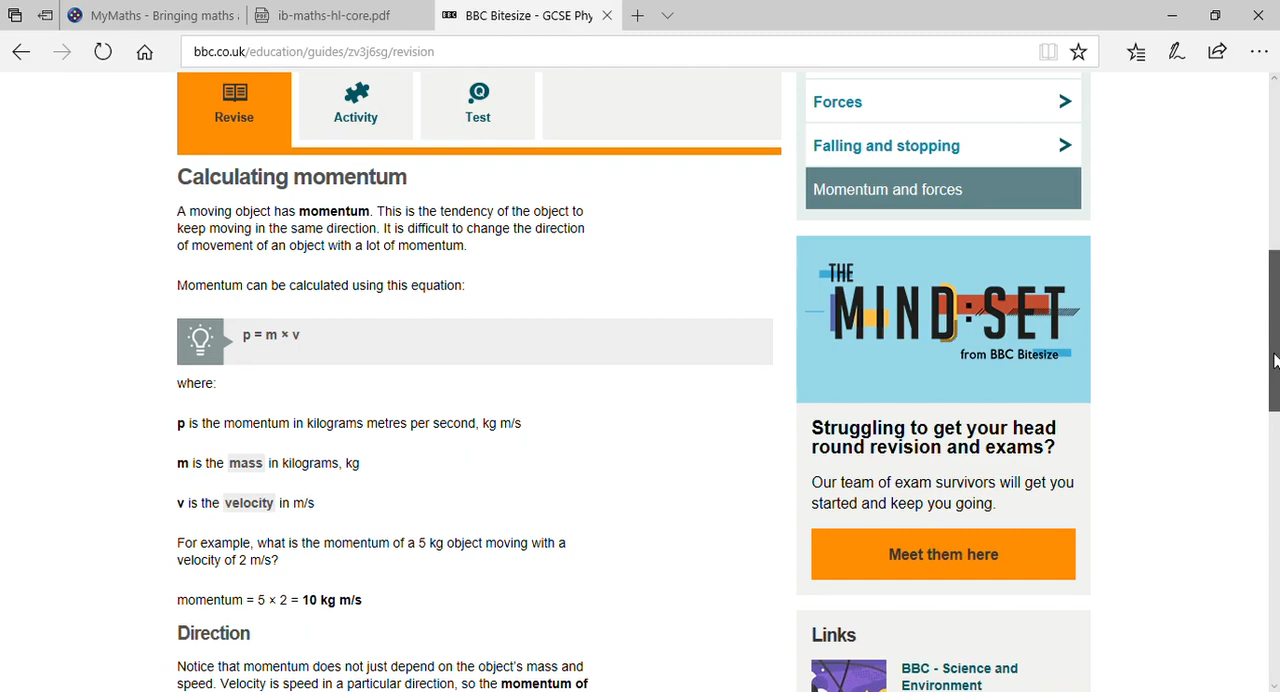 MyMaths - Bringing maths
ib-maths-hl-core.pdf
BBC Bitesize - GCSE Phy
bbc.co.uk/education/guides/zv3j6sg/revision
Revise
Activity
Test
Calculating momentum
A moving object has momentum. This is the tendency of the object to
keep moving in the same direction. It is difficult to change the direction
of movement of an object with a lot of momentum.
Momentum can be calculated using this equation:
p = m × v
where:
p is the momentum in kilograms metres per second, kg m/s
m is the mass in kilograms, kg
v is the velocity in m/s
For example, what is the momentum of a 5 kg object moving with a
velocity of 2 m/s?
momentum = 5 × 2 = 10 kg m/s
Direction
Notice that momentum does not just depend on the object's mass and
speed. Velocity is speed in a particular direction, so the momentum of
Forces
Falling and stopping
Momentum and forces
THE
MIND:SET
from BBC Bitesize
Struggling to get your head
round revision and exams?
Our team of exam survivors will get you
started and keep you going.
Meet them here
Links
BBC - Science and
Environment